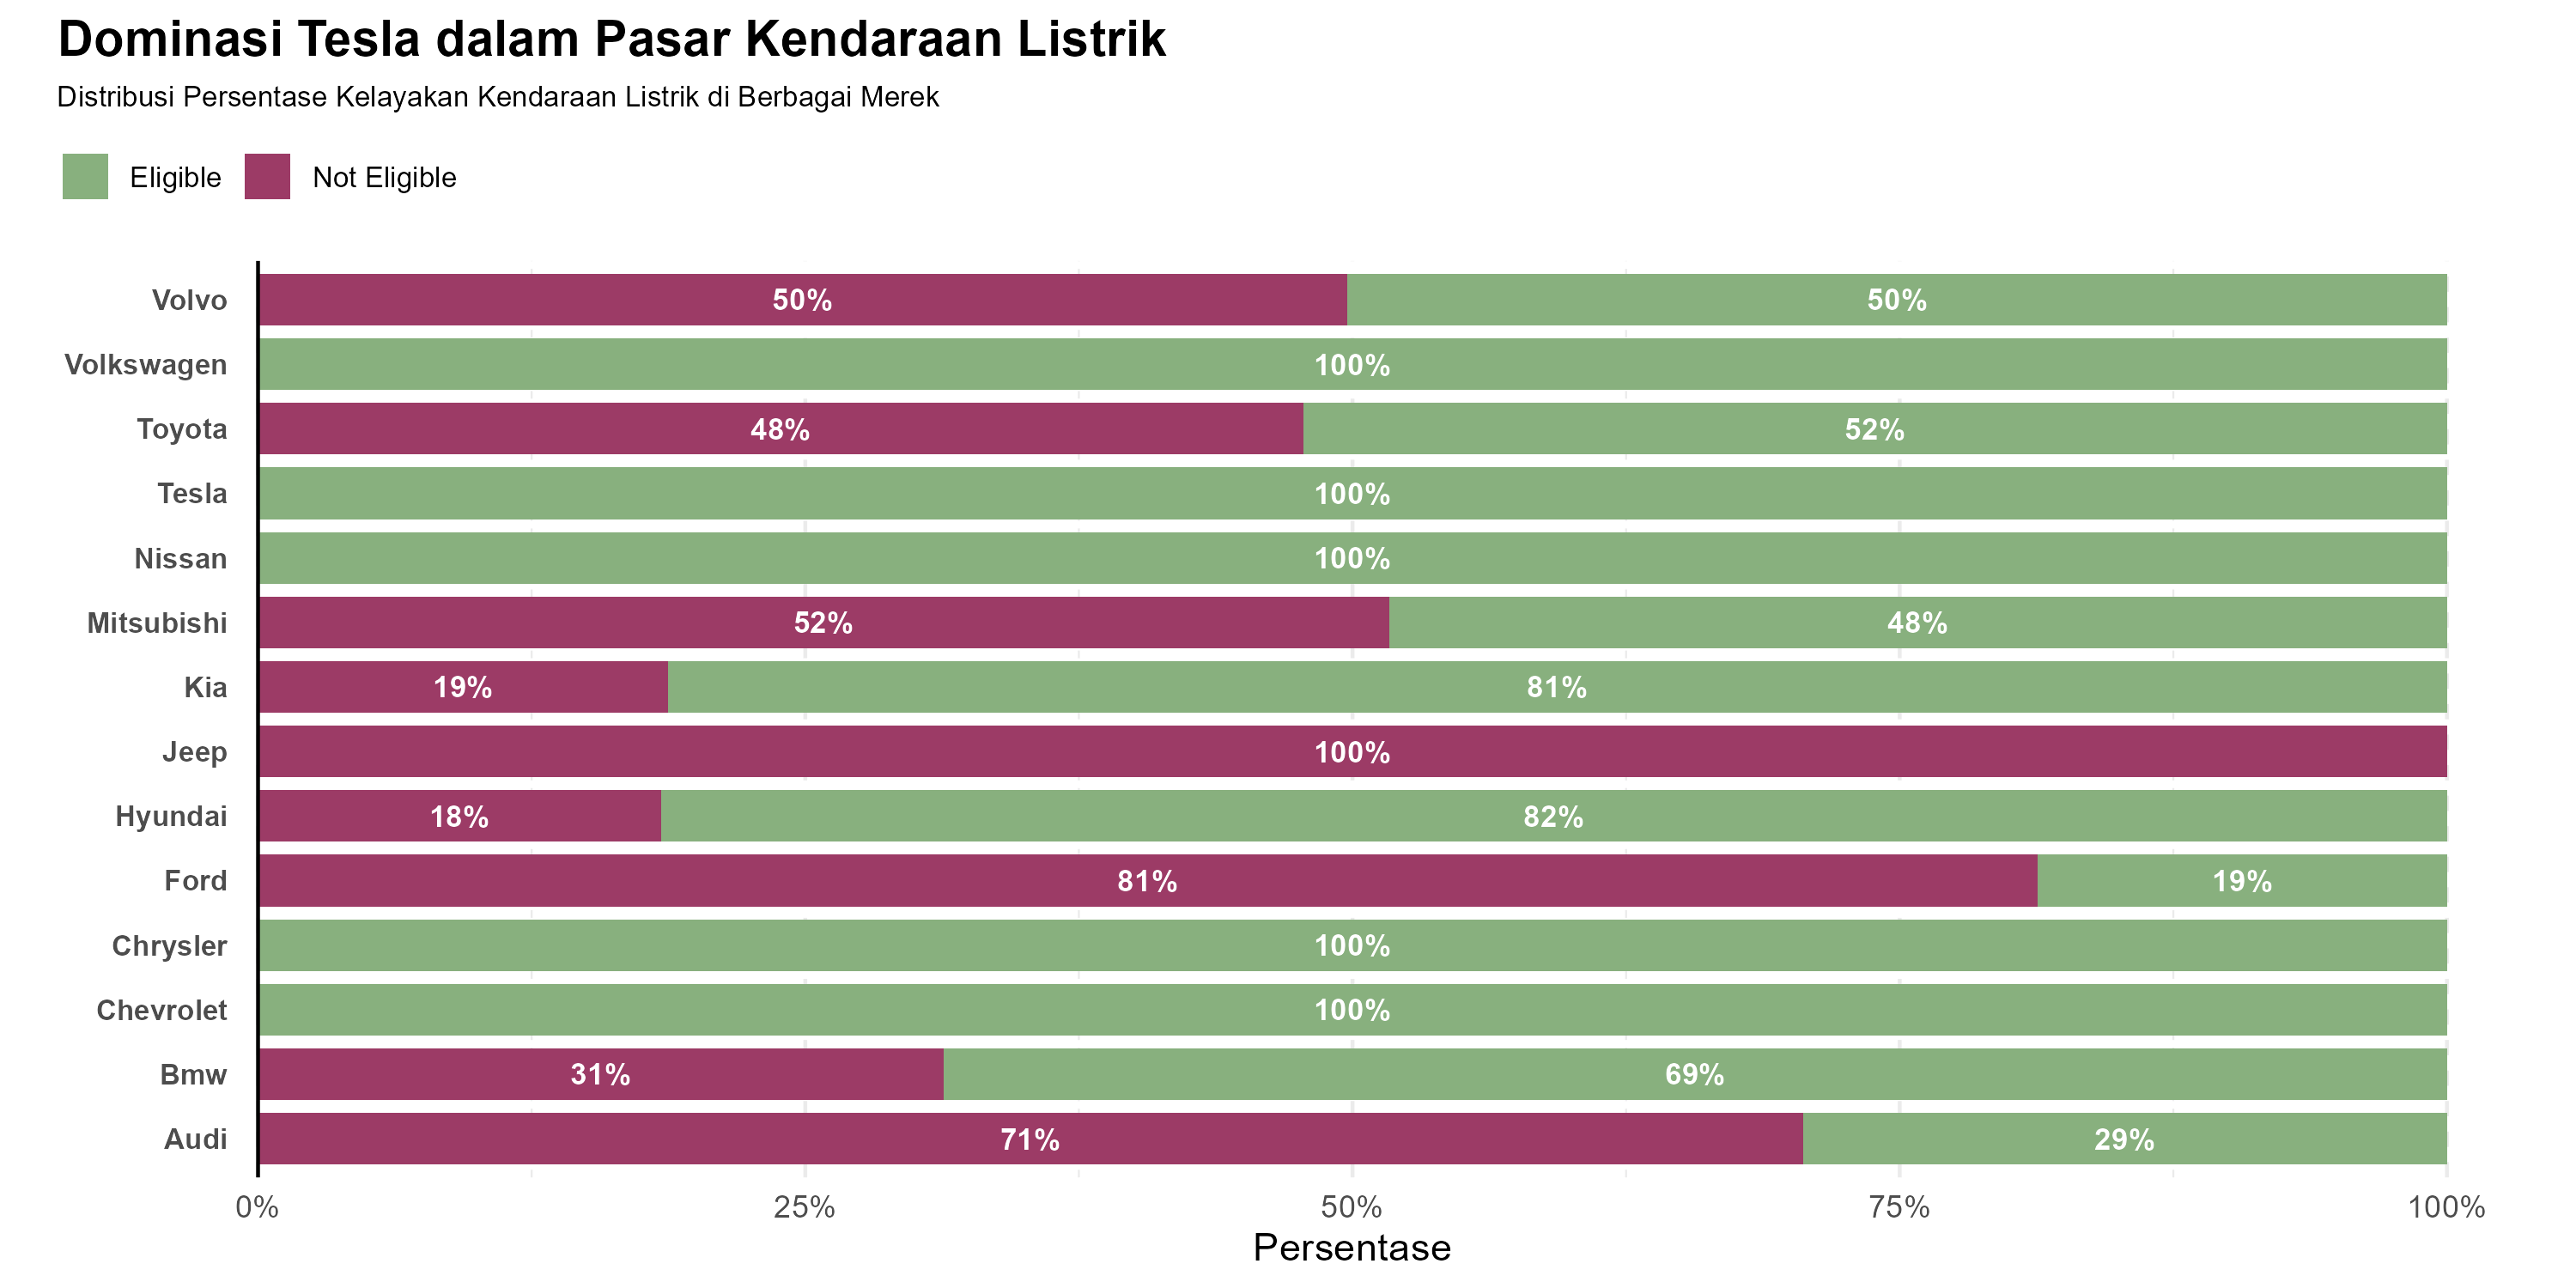 Dominasi Tesla dalam Pasar Kendaraan Listrik
Distribusi Persentase Kelayakan Kendaraan Listrik di Berbagai Merek
Eligible Not Eligible
Volvo 50% 50%
Volkswagen 100%
Toyota 48% 52%
Tesla 100%
Nissan 100%
Mitsubishi 52% 48%
Kia 19% 81%
Jeep 100%
Hyundai 18% 82%
Ford 81% 19%
Chrysler 100%
Chevrolet 100%
Bmw 31% 69%
Audi 71% 29%
0% 25% 50% 75% 100%
Persentase